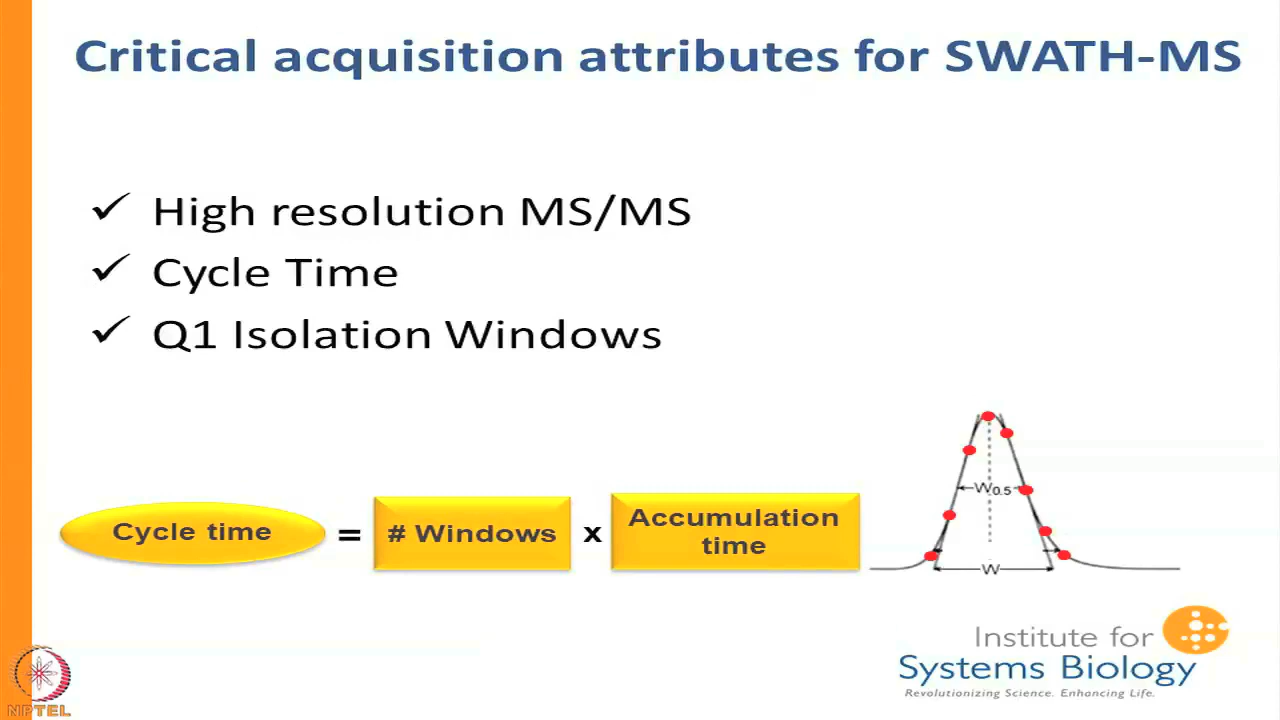 Critical acquisition attributes for SWATH-MS
✓ High resolution MS/MS
✓ Cycle Time
✓ Q1 Isolation Windows
Cycle time = # Windows x Accumulation time
W0.5
W
Institute for
Systems Biology
Revolutionizing Science. Enhancing Life.
NPTEL